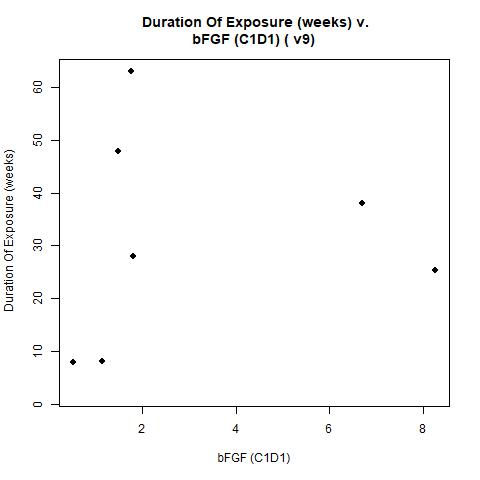 Duration Of Exposure (weeks) v.
bFGF (C1D1) ( v9)
Duration Of Exposure (weeks)
60
50
40
30
20
10
0
2 4 6 8
bFGF (C1D1)